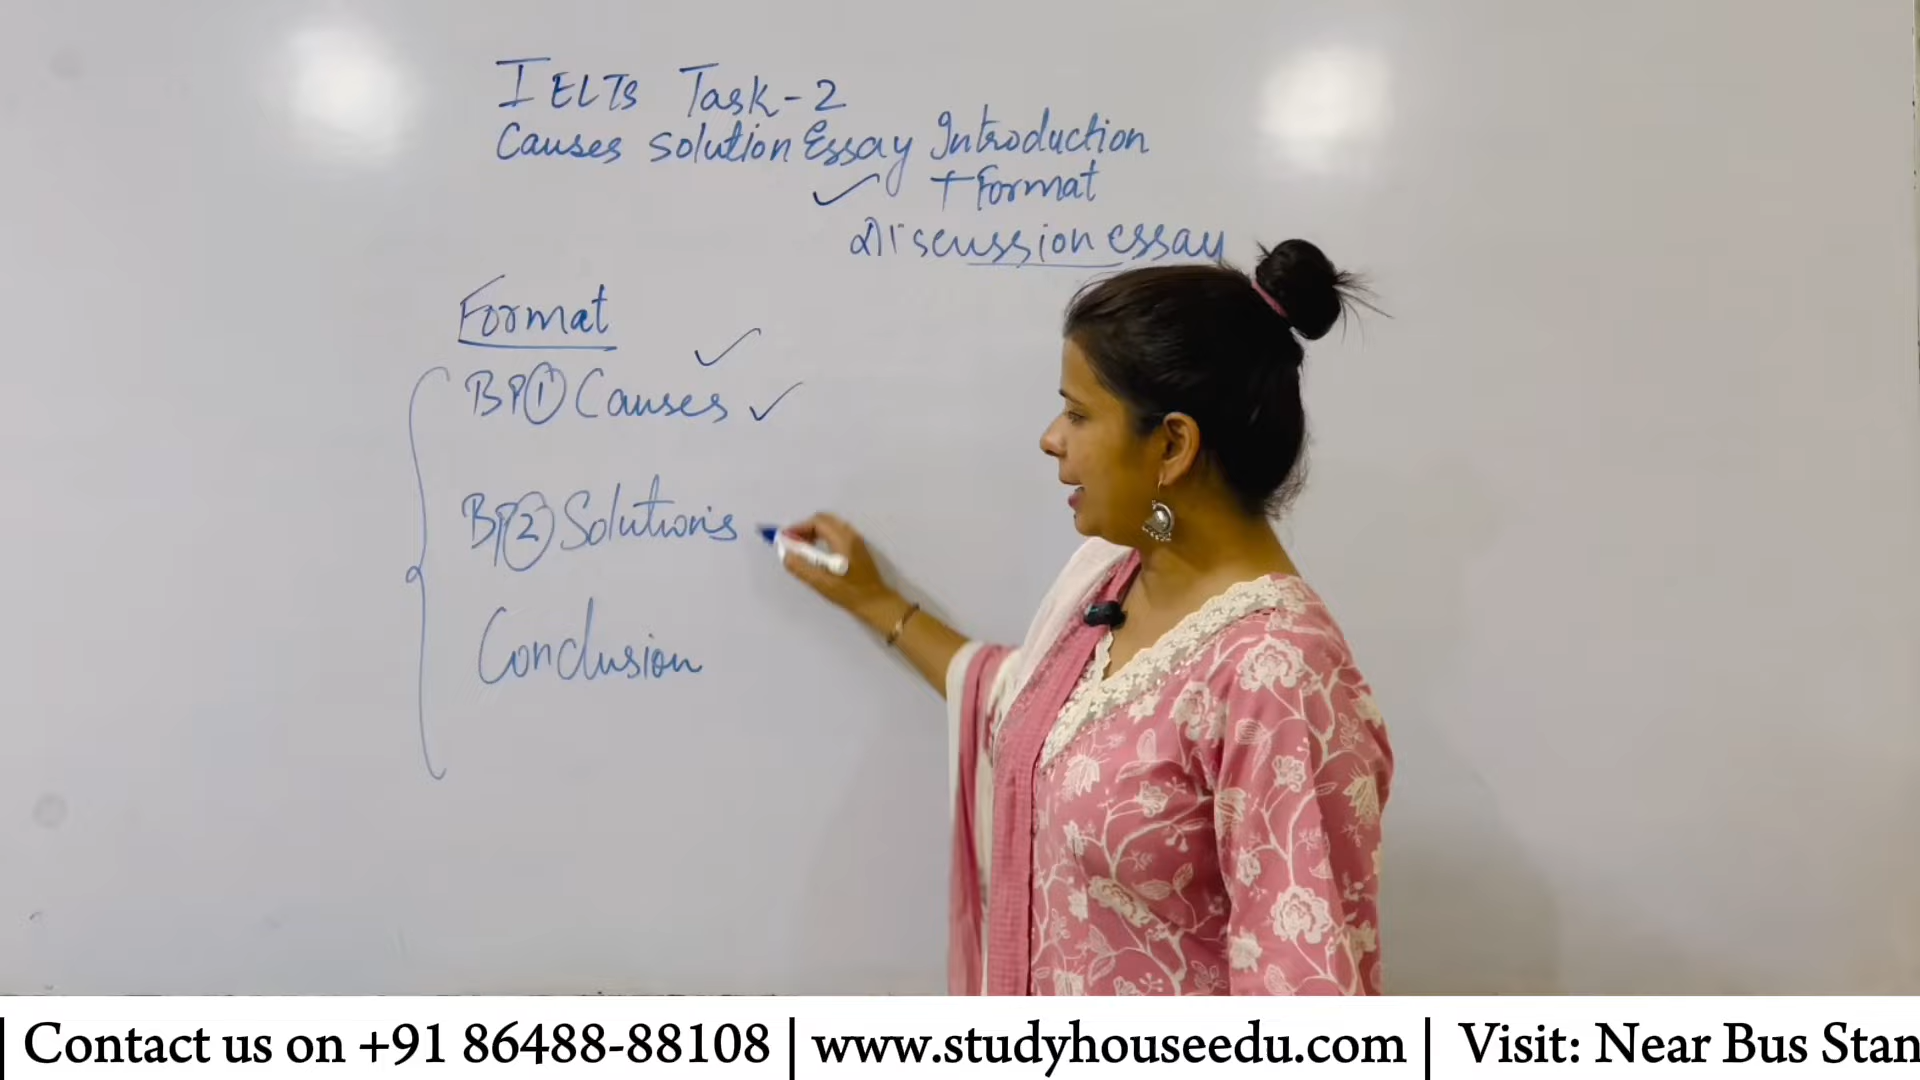 IELTS Task-2
Causes Solution Essay Introduction
+ Format
Discussion essay
Format
BP① Causes
BP② Solutions
Conclusion
| Contact us on +91 86488-88108 | www.studyhouseedu.com | Visit: Near Bus Stan